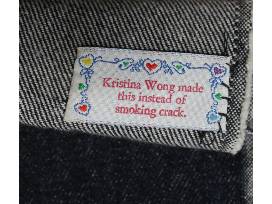 Kristina Wong made
this instead of
smoking crack.